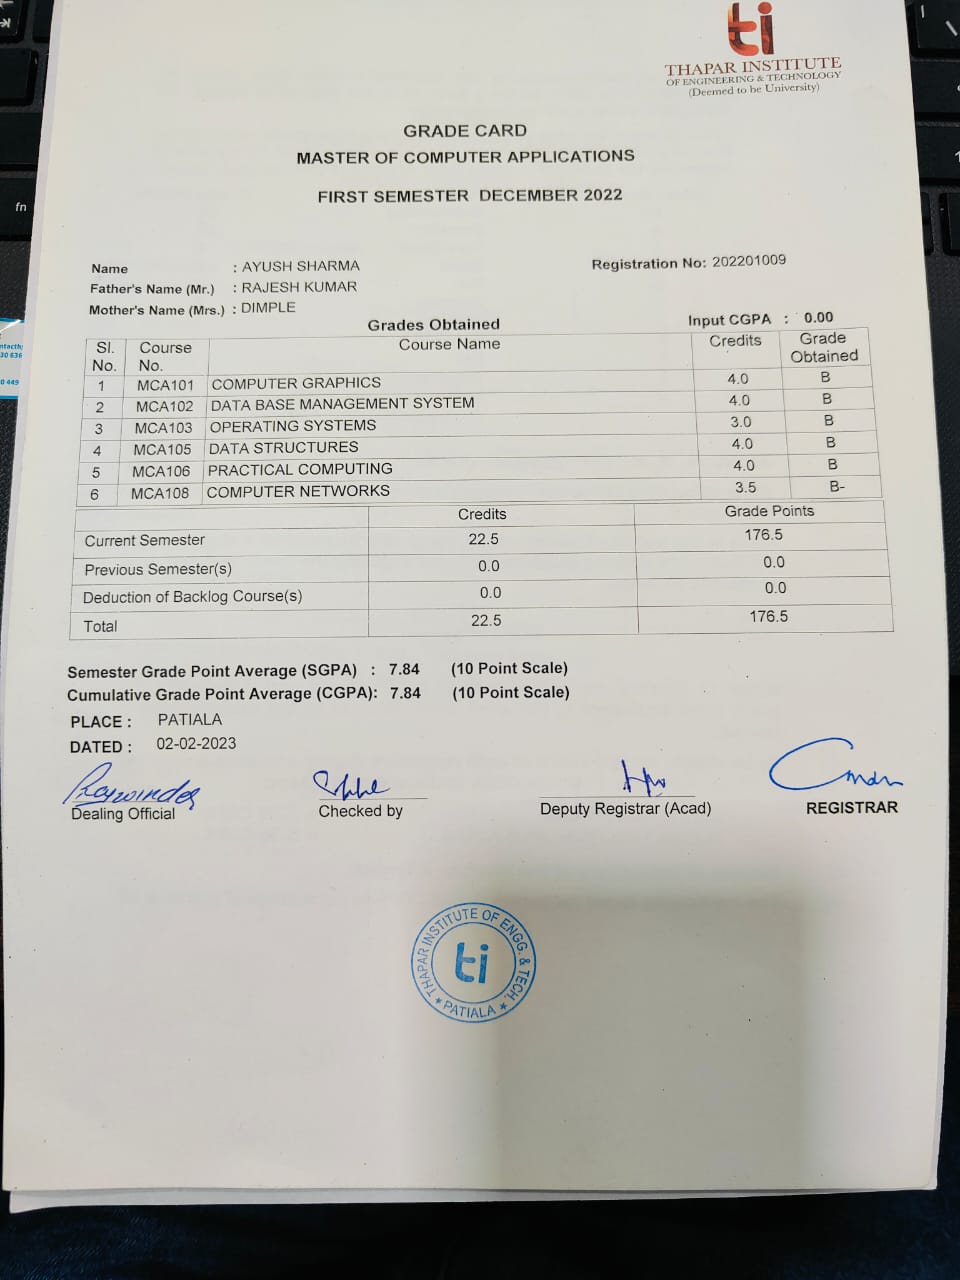 ti
THAPAR INSTITUTE
OF ENGINEERING & TECHNOLOGY
(Deemed to be University)
GRADE CARD
MASTER OF COMPUTER APPLICATIONS
FIRST SEMESTER DECEMBER 2022
Name : AYUSH SHARMA Registration No: 202201009
Father's Name (Mr.) : RAJESH KUMAR
Mother's Name (Mrs.) : DIMPLE
Grades Obtained Input CGPA : 0.00
Sl. No. Course No. Course Name Credits Grade Obtained
1 MCA101 COMPUTER GRAPHICS 4.0 B
2 MCA102 DATA BASE MANAGEMENT SYSTEM 4.0 B
3 MCA103 OPERATING SYSTEMS 3.0 B
4 MCA105 DATA STRUCTURES 4.0 B
5 MCA106 PRACTICAL COMPUTING 4.0 B
6 MCA108 COMPUTER NETWORKS 3.5 B-
Credits Grade Points
Current Semester 22.5 176.5
Previous Semester(s) 0.0 0.0
Deduction of Backlog Course(s) 0.0 0.0
Total 22.5 176.5
Semester Grade Point Average (SGPA) : 7.84 (10 Point Scale)
Cumulative Grade Point Average (CGPA): 7.84 (10 Point Scale)
PLACE : PATIALA
DATED : 02-02-2023
Dealing Official Checked by Deputy Registrar (Acad) REGISTRAR
THAPAR INSTITUTE OF ENGG. & TECH.
ti
PATIALA
fn